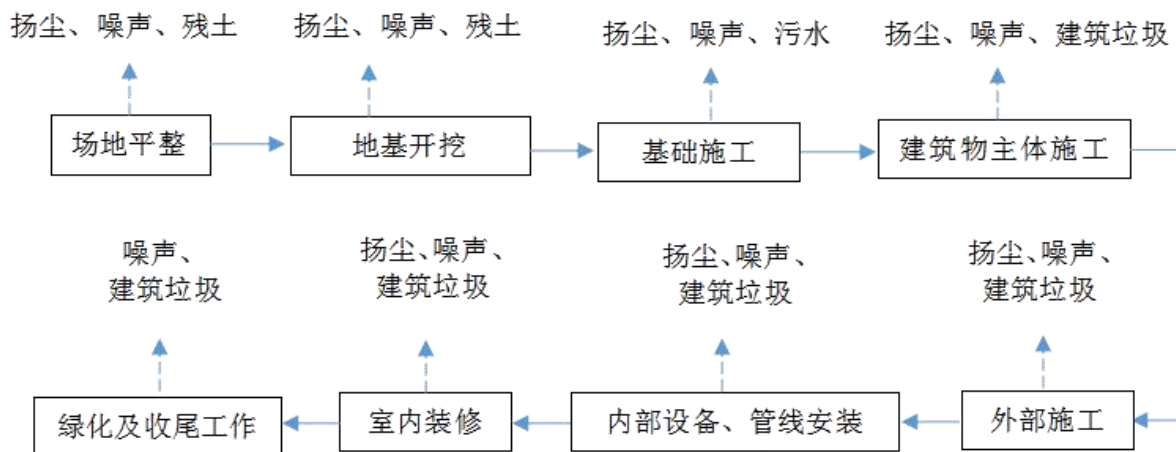 扬尘、噪声、残土
扬尘、噪声、残土
扬尘、噪声、污水
扬尘、噪声、建筑垃圾
场地平整
地基开挖
基础施工
建筑物主体施工
噪声、
建筑垃圾
扬尘、噪声、
建筑垃圾
扬尘、噪声、
建筑垃圾
扬尘、噪声、
建筑垃圾
绿化及收尾工作
室内装修
内部设备、管线安装
外部施工